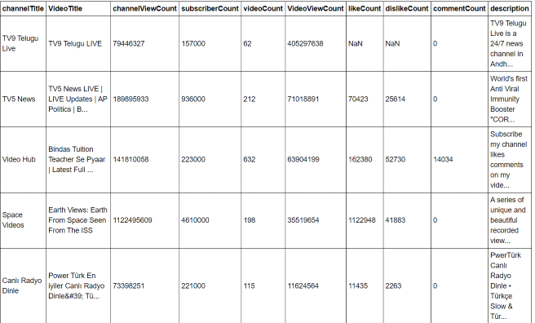 channelTitle VideoTitle channelViewCount subscriberCount videoCount VideoViewCount likeCount dislikeCount commentCount description
TV9 Telugu Live TV9 Telugu LIVE 79446327 157000 62 405297638 NaN NaN 0 TV9 Telugu Live is a 24/7 news channel in Andh...
TV5 News TV5 News LIVE | LIVE Updates | AP Politics | B... 189895933 936000 212 71018891 70423 25614 0 World's first Anti Viral Immunity Booster "COR...
Video Hub Bindas Tuition Teacher Se Pyaar | Latest Full ... 141810058 223000 632 63904199 162380 52730 14034 Subscribe my channel likes comments on my vide...
Space Videos Earth Views: Earth From Space Seen From The ISS 1122495609 4610000 198 35519654 1122948 41883 0 A series of unique and beautiful recorded view...
Canlı Radyo Dinle Power Türk En iyiler Canlı Radyo Dinle&#39; Tü... 73398251 221000 115 11624564 11435 2263 0 PwerTürk Canlı Radyo Dinle • Türkçe Slow & Tür...